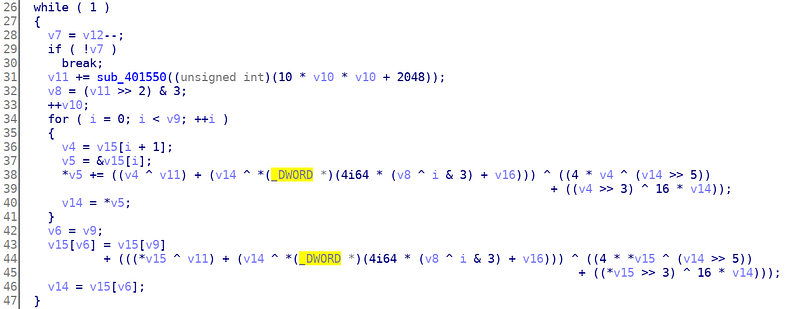 26 while ( 1 )
27 {
28 v7 = v12--;
29 if ( !v7 )
30 break;
31 v11 += sub_401550((unsigned int)(10 * v10 * v10 + 2048));
32 v8 = (v11 >> 2) & 3;
33 ++v10;
34 for ( i = 0; i < v9; ++i )
35 {
36 v4 = v15[i + 1];
37 v5 = &v15[i];
38 *v5 += ((v4 ^ v11) + (v14 ^ *(_DWORD *)(4i64 * (v8 ^ i & 3) + v16))) ^ ((4 * v4 ^ (v14 >> 5))
39 + ((v4 >> 3) ^ 16 * v14));
40 v14 = *v5;
41 }
42 v6 = v9;
43 v15[v6] = v15[v9]
44 + (((*v15 ^ v11) + (v14 ^ *(_DWORD *)(4i64 * (v8 ^ i & 3) + v16))) ^ ((4 * *v15 ^ (v14 >> 5))
45 + ((*v15 >> 3) ^ 16 * v14)));
46 v14 = v15[v6];
47 }